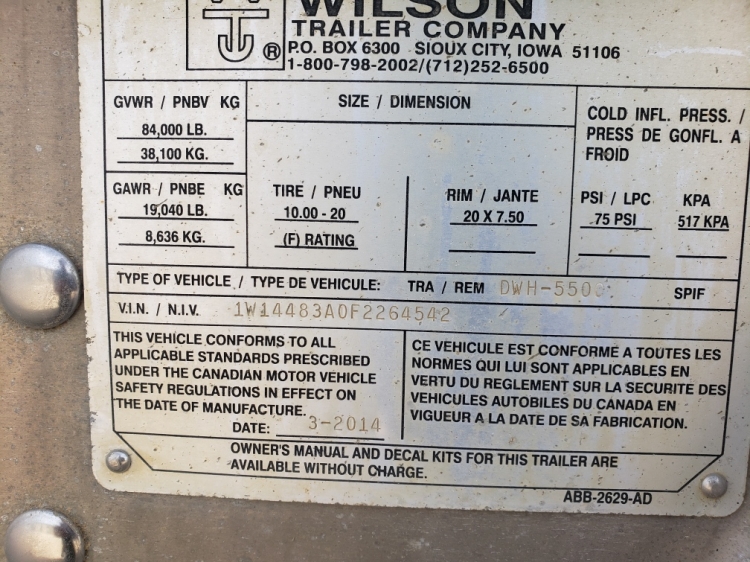 WILSON
TRAILER COMPANY
®
P.O. BOX 6300 SIOUX CITY, IOWA 51106
1-800-798-2002/(712)252-6500
GVWR / PNBV KG
84,000 LB.
38,100 KG.
GAWR / PNBE KG
19,040 LB.
8,636 KG.
SIZE / DIMENSION
TIRE / PNEU
10.00 - 20
(F) RATING
RIM / JANTE
20 X 7.50
COLD INFL. PRESS. /
PRESS DE GONFL. A
FROID
PSI / LPC KPA
75 PSI 517 KPA
TYPE OF VEHICLE / TYPE DE VEHICULE: TRA / REM DWH-550 SPIF
V.I.N. / N.I.V. 1W14483A0F2264542
THIS VEHICLE CONFORMS TO ALL
APPLICABLE STANDARDS PRESCRIBED
UNDER THE CANADIAN MOTOR VEHICLE
SAFETY REGULATIONS IN EFFECT ON
THE DATE OF MANUFACTURE.
DATE: 3-2014
CE VEHICULE EST CONFORME A TOUTES LES
NORMES QUI LUI SONT APPLICABLES EN
VERTU DU REGLEMENT SUR LA SECURITE DES
VEHICULES AUTOBILES DU CANADA EN
VIGUEUR A LA DATE DE SA FABRICATION.
OWNER'S MANUAL AND DECAL KITS FOR THIS TRAILER ARE
AVAILABLE WITHOUT CHARGE.
ABB-2629-AD